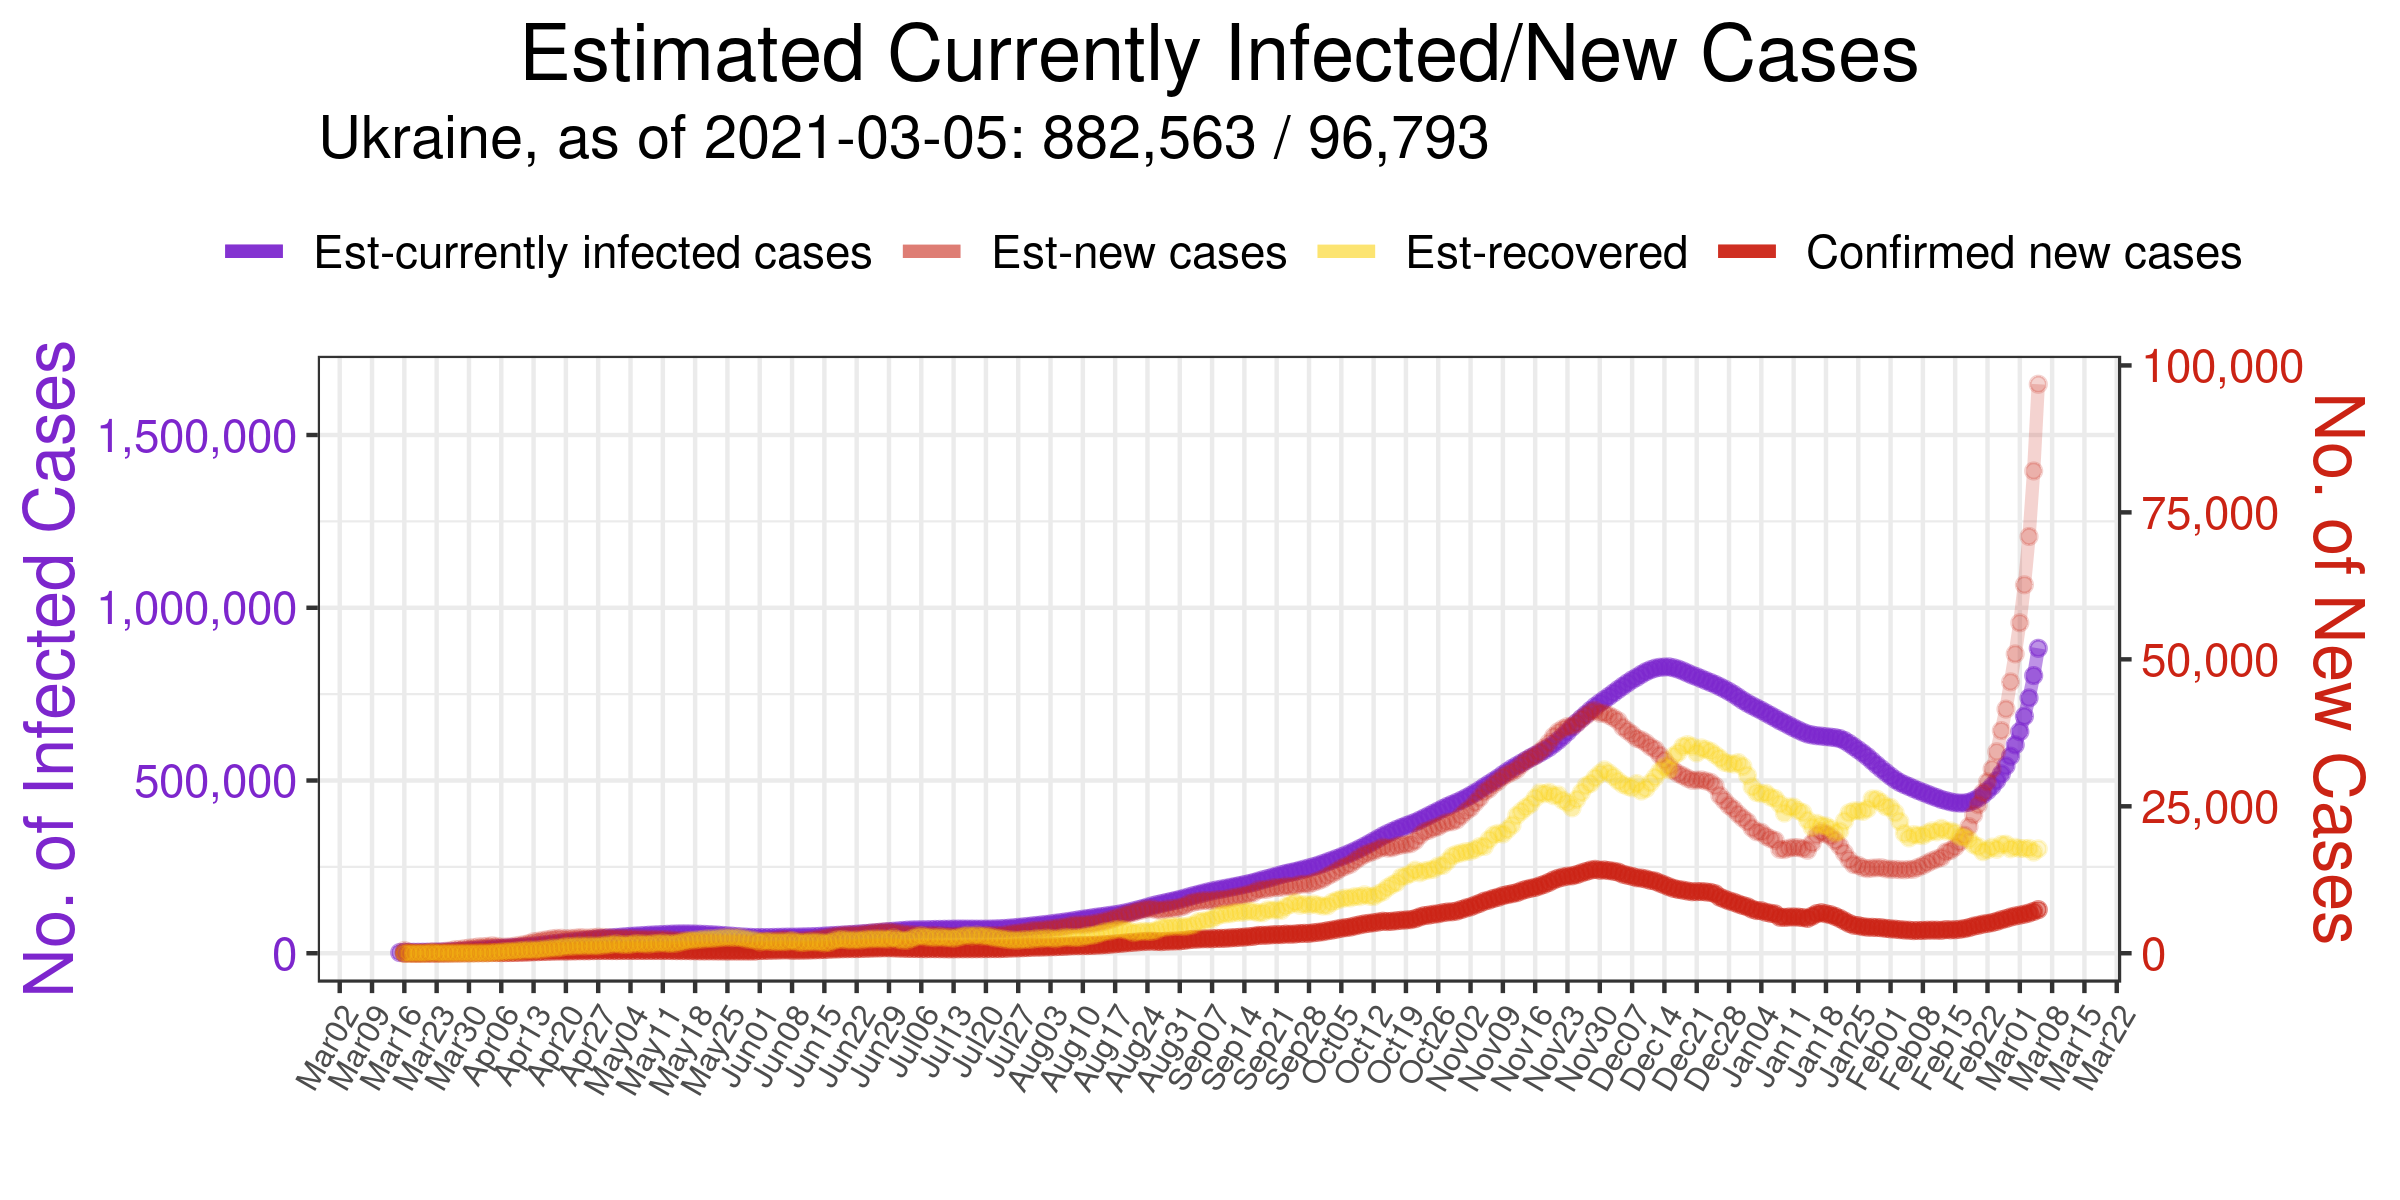 Estimated Currently Infected/New Cases
Ukraine, as of 2021-03-05: 882,563 / 96,793
Est-currently infected cases Est-new cases Est-recovered Confirmed new cases
No. of Infected Cases
1,500,000
1,000,000
500,000
0
100,000
75,000
50,000
25,000
0
No. of New Cases
Mar02 Mar09 Mar16 Mar23 Mar30 Apr06 Apr13 Apr20 Apr27 May04 May11 May18 May25 Jun01 Jun08 Jun15 Jun22 Jun29 Jul06 Jul13 Jul20 Jul27 Aug03 Aug10 Aug17 Aug24 Aug31 Sep07 Sep14 Sep21 Sep28 Oct05 Oct12 Oct19 Oct26 Nov02 Nov09 Nov16 Nov23 Nov30 Dec07 Dec14 Dec21 Dec28 Dec04 Jan11 Jan18 Jan25 Feb01 Feb08 Feb15 Feb22 Mar01 Mar08 Mar15 Mar22